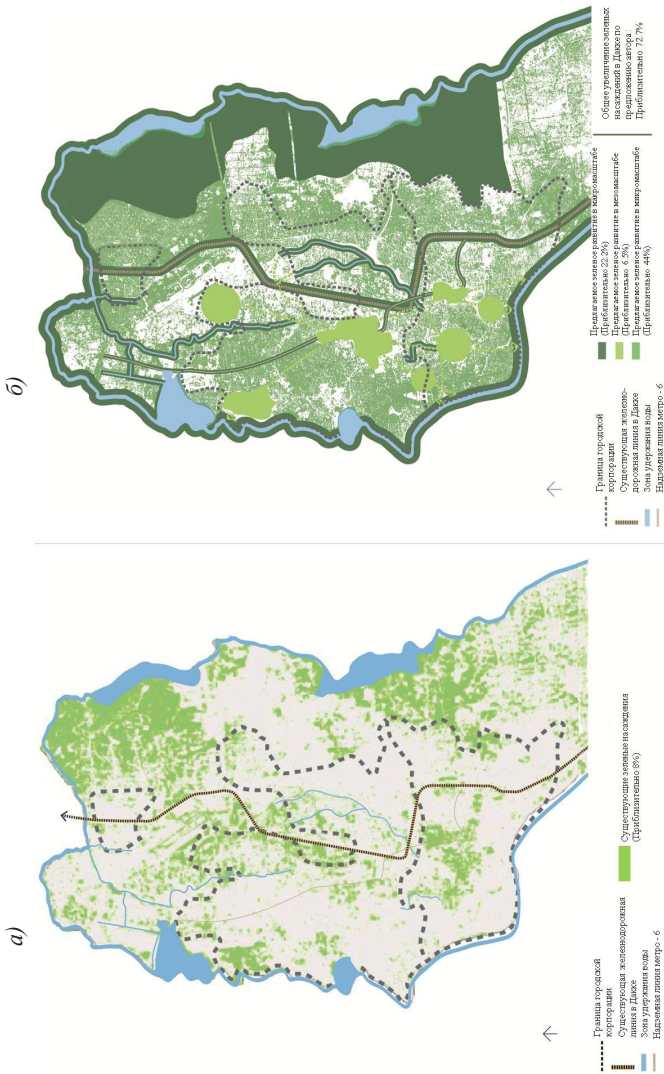 а)
Граница городской
корпорации
Существующая железнодорожная
линия в Дакке
Зона удержания воды
Надземная линия метро - 6
Существующие зеленые насаждения
(Приблизительно 8%)
б)
Граница городской
корпорации
Существующая железно-
дорожная линия в Дакке
Зона удержания воды
Надземная линия метро - 6
Предлагаемое зеленое развитие в макромасштабе
(Приблизительно 22.2%)
Предлагаемое зеленое развитие в мезомасштабе
(Приблизительно 6.5%)
Предлагаемое зеленое развитие в микромасштабе
(Приблизительно 44%)
Общее увеличение зеленых
насаждений в Дакке по
предложению автора :
Приблизительно 72.7%